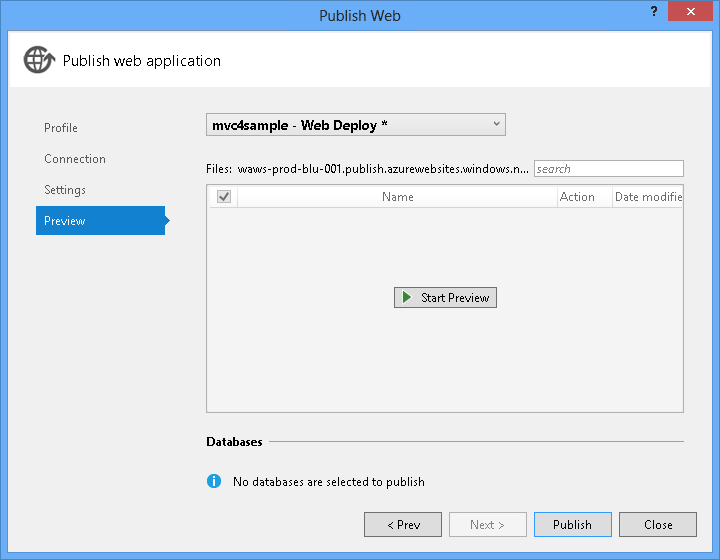 Publish Web
?
Publish web application
Profile
Connection
Settings
Preview
mvc4sample - Web Deploy *
Files: waws-prod-blu-001.publish.azurewebsites.windows.n... search
Name Action Date modifie
Start Preview
Databases
No databases are selected to publish
< Prev Next > Publish Close